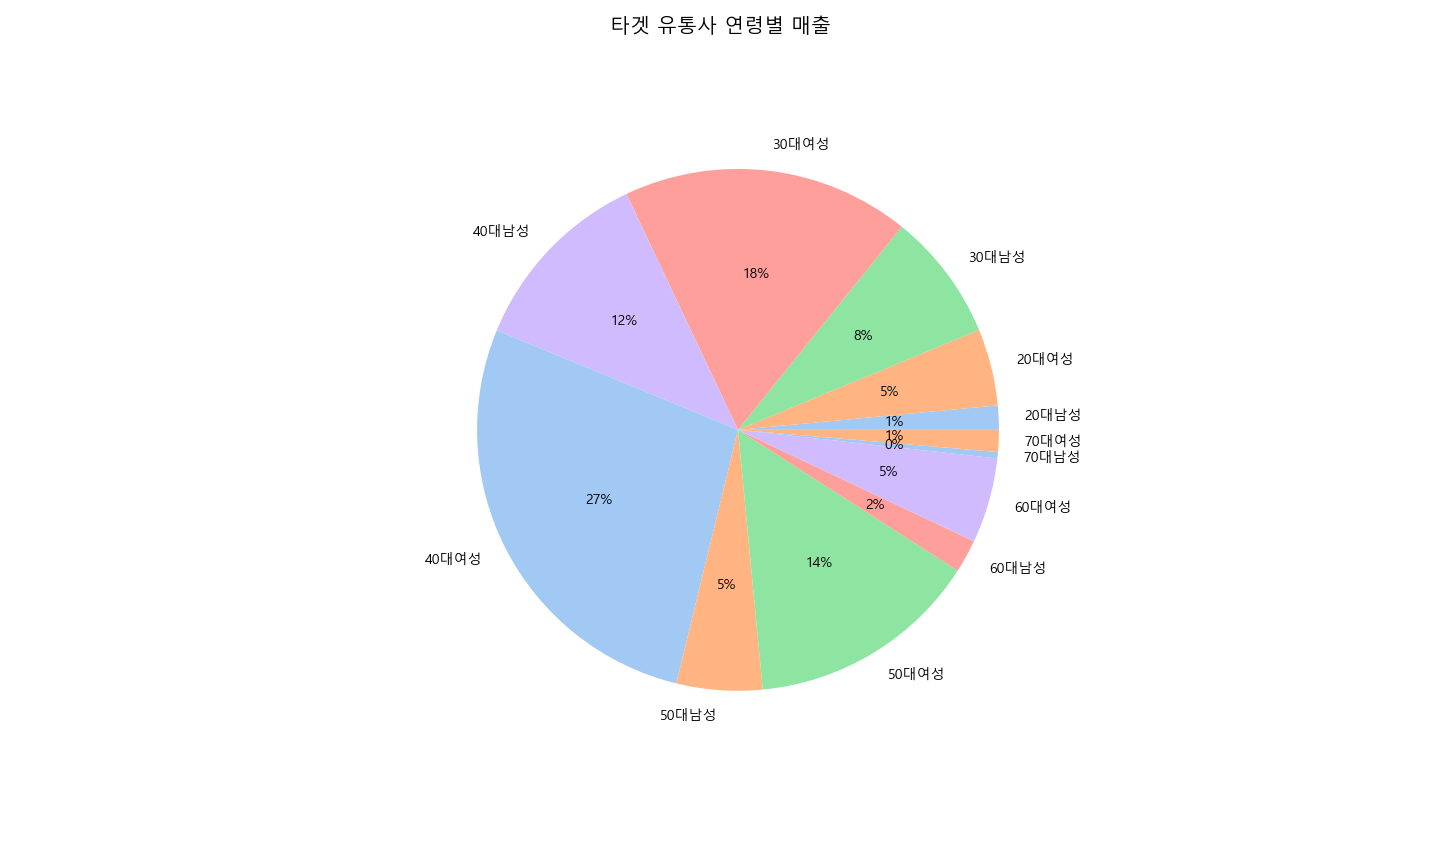 타겟 유통사 연령별 매출
30대여성
40대남성
30대남성
18%
12%
8%
20대여성
5%
20대남성
1%
1%
70대여성
0%
70대남성
5%
27%
2%
60대여성
14%
40대여성
60대남성
5%
50대여성
50대남성